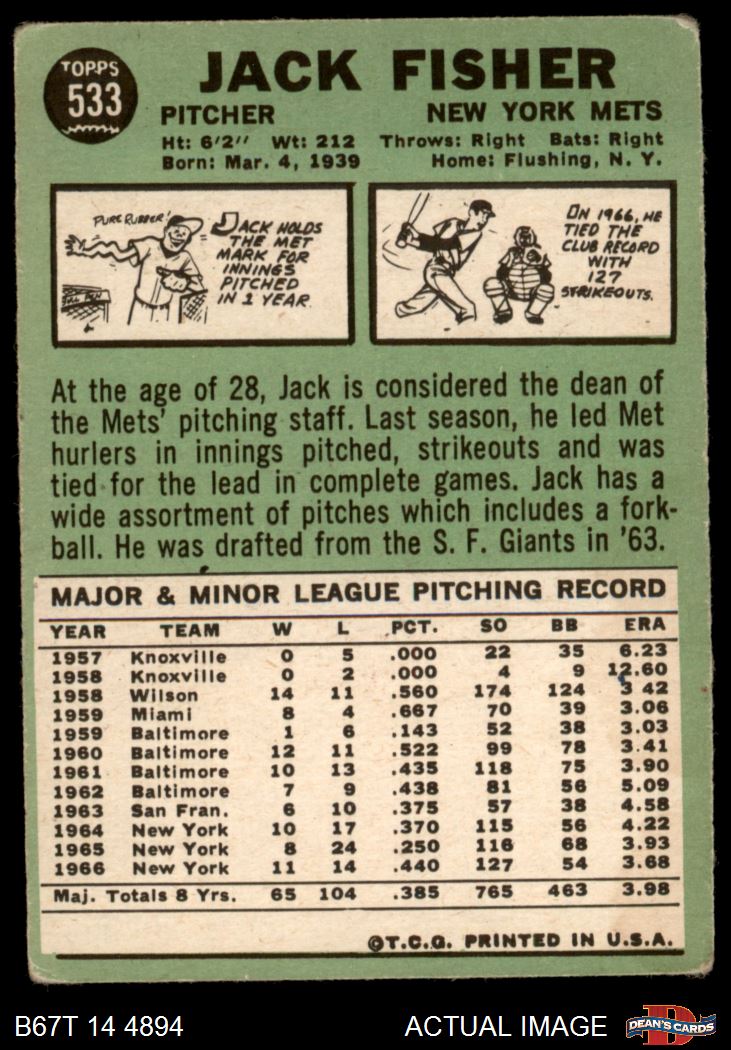 TOPPS
533
JACK FISHER
PITCHER NEW YORK METS
Ht: 6'2" Wt: 212 Throws: Right Bats: Right
Born: Mar. 4, 1939 Home: Flushing, N. Y.
PURE RUBBER!
JACK HOLDS
THE MET
MARK FOR
INNINGS
PITCHED
IN 1 YEAR.
BULL PEN
ON 1966, HE
TIED THE
CLUB RECORD
WITH
127
STRIKEOUTS.
At the age of 28, Jack is considered the dean of
the Mets' pitching staff. Last season, he led Met
hurlers in innings pitched, strikeouts and was
tied for the lead in complete games. Jack has a
wide assortment of pitches which includes a fork-
ball. He was drafted from the S. F. Giants in '63.
MAJOR & MINOR LEAGUE PITCHING RECORD
YEAR TEAM W L PCT. SO BB ERA
1957 Knoxville 0 5 .000 22 35 6.23
1958 Knoxville 0 2 .000 4 9 12.60
1958 Wilson 14 11 .560 174 124 3.42
1959 Miami 8 4 .667 70 39 3.06
1959 Baltimore 1 6 .143 52 38 3.03
1960 Baltimore 12 11 .522 99 78 3.41
1961 Baltimore 10 13 .435 118 75 3.90
1962 Baltimore 7 9 .438 81 56 5.09
1963 San Fran. 6 10 .375 57 38 4.58
1964 New York 10 17 .370 115 56 4.22
1965 New York 8 24 .250 116 68 3.93
1966 New York 11 14 .440 127 54 3.68
Maj. Totals 8 Yrs. 65 104 .385 765 463 3.98
©T.C.G. PRINTED IN U.S.A.
B67T 14 4894 ACTUAL IMAGE DEAN'S CARDS